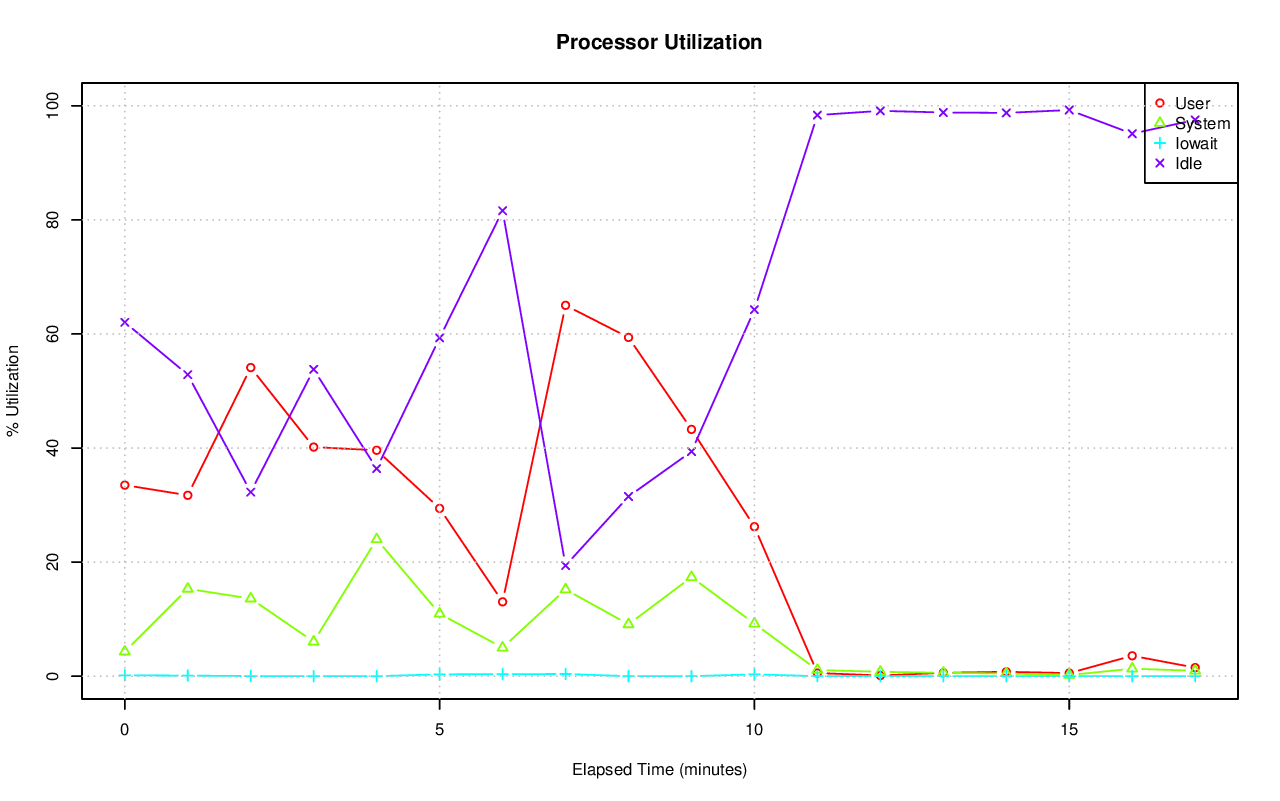 Processor Utilization
% Utilization
100
80
60
40
20
0
User
System
Iowait
Idle
0 5 10 15
Elapsed Time (minutes)